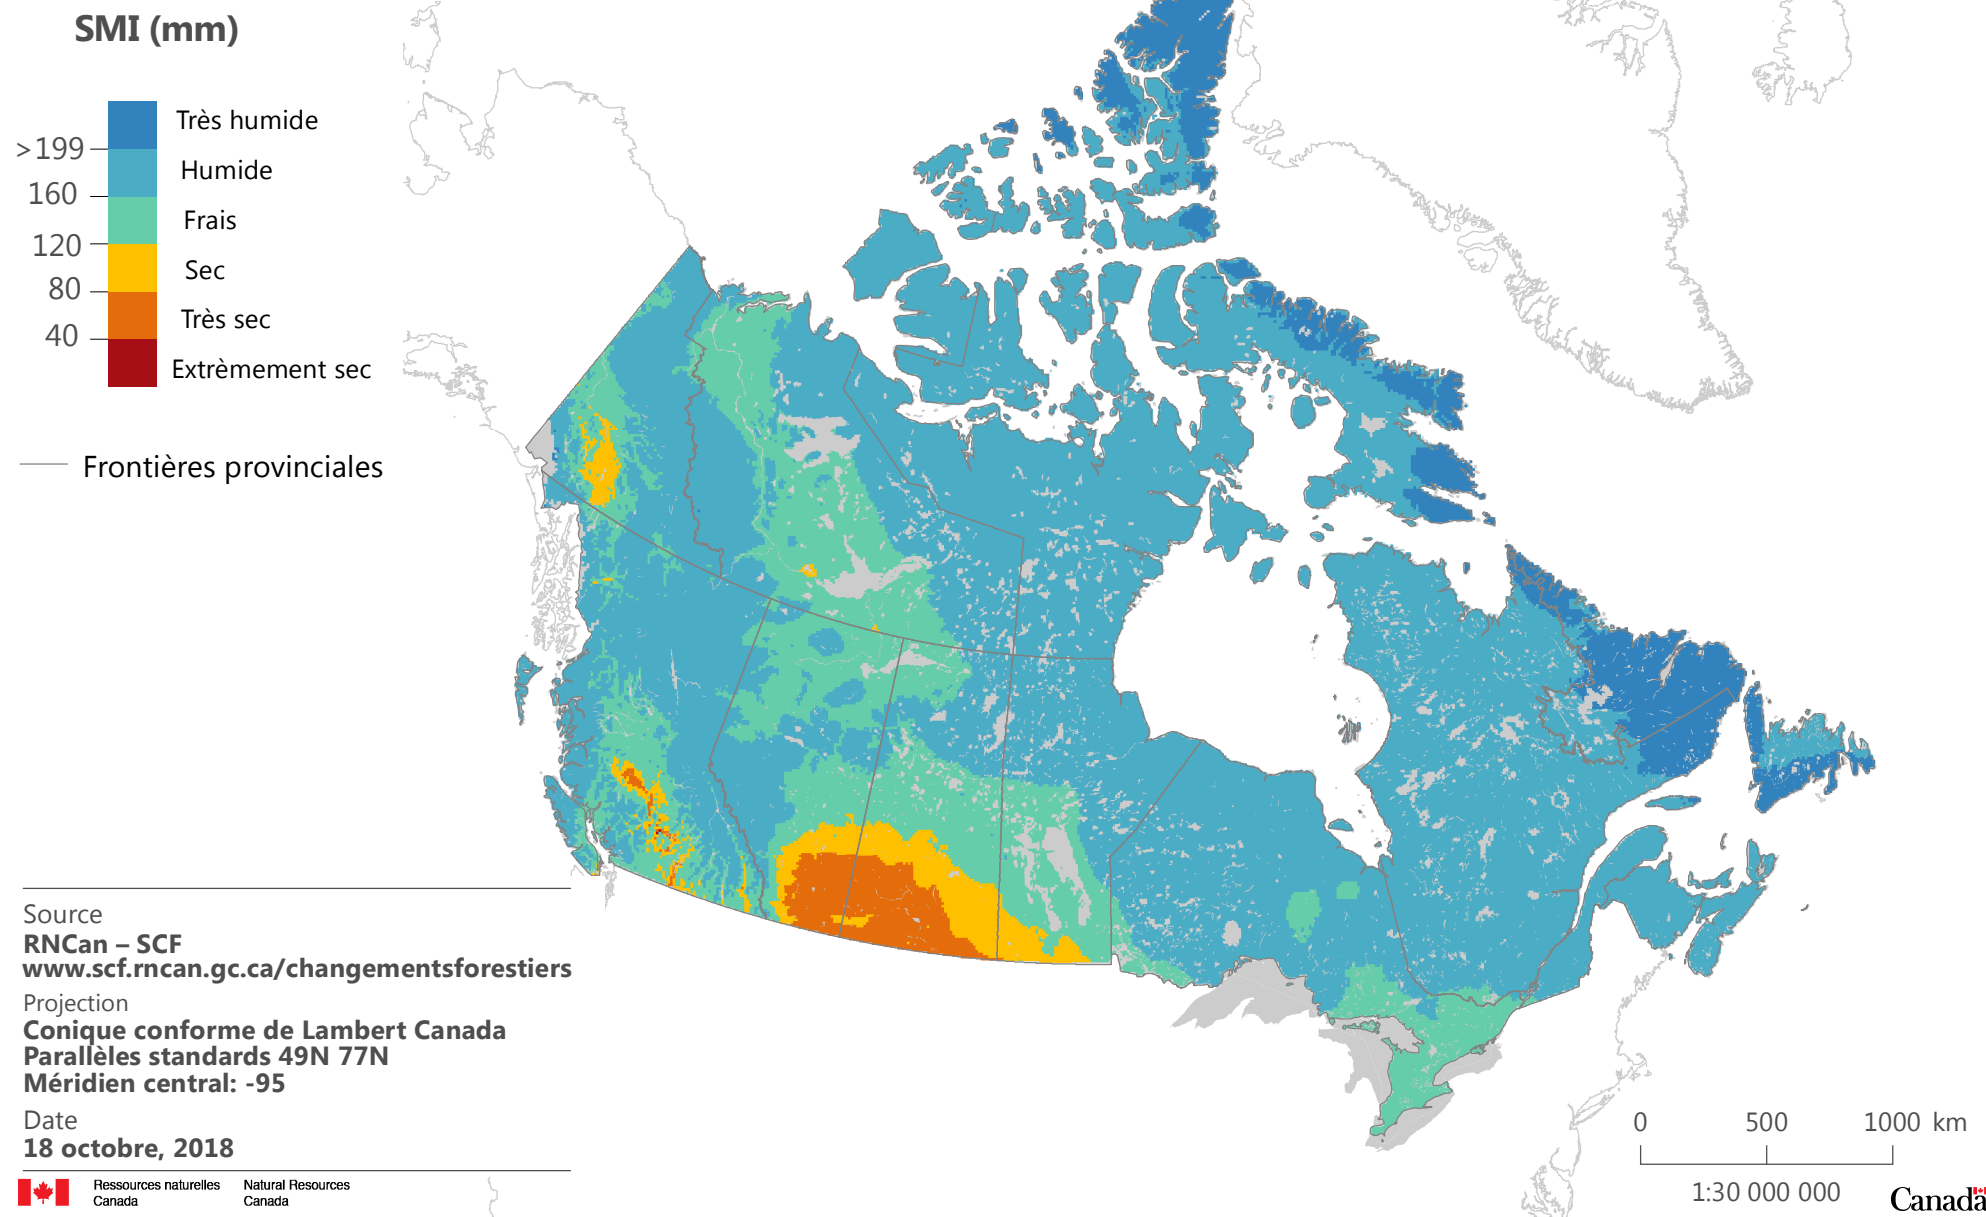 SMI (mm)
Très humide
>199
Humide
160
Frais
120
Sec
80
Très sec
40
Extrèmement sec
Frontières provinciales
Source
RNCan – SCF
www.scf.rncan.gc.ca/changementsforestiers
Projection
Conique conforme de Lambert Canada
Parallèles standards 49N 77N
Méridien central: -95
Date
18 octobre, 2018
Ressources naturelles Canada
Natural Resources Canada
0 500 1000 km
1:30 000 000
Canada